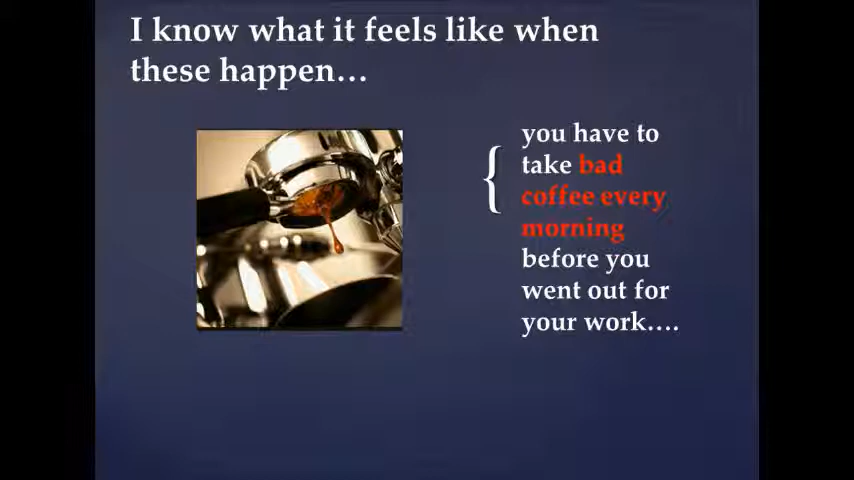 I know what it feels like when
these happen…
{
you have to
take bad
coffee every
morning
before you
went out for
your work….